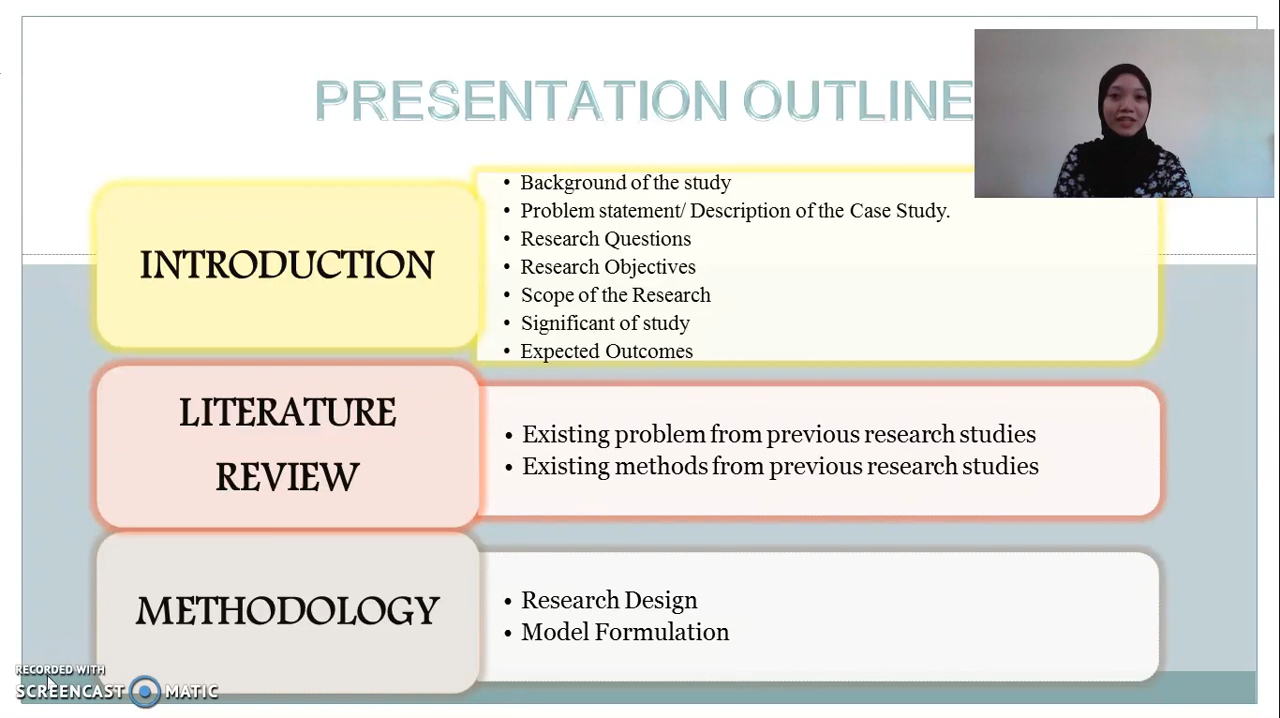 PRESENTATION OUTLINE
INTRODUCTION
• Background of the study
• Problem statement/ Description of the Case Study.
• Research Questions
• Research Objectives
• Scope of the Research
• Significant of study
• Expected Outcomes
LITERATURE
REVIEW
• Existing problem from previous research studies
• Existing methods from previous research studies
METHODOLOGY
• Research Design
• Model Formulation
RECORDED WITH
SCREENCAST MATIC